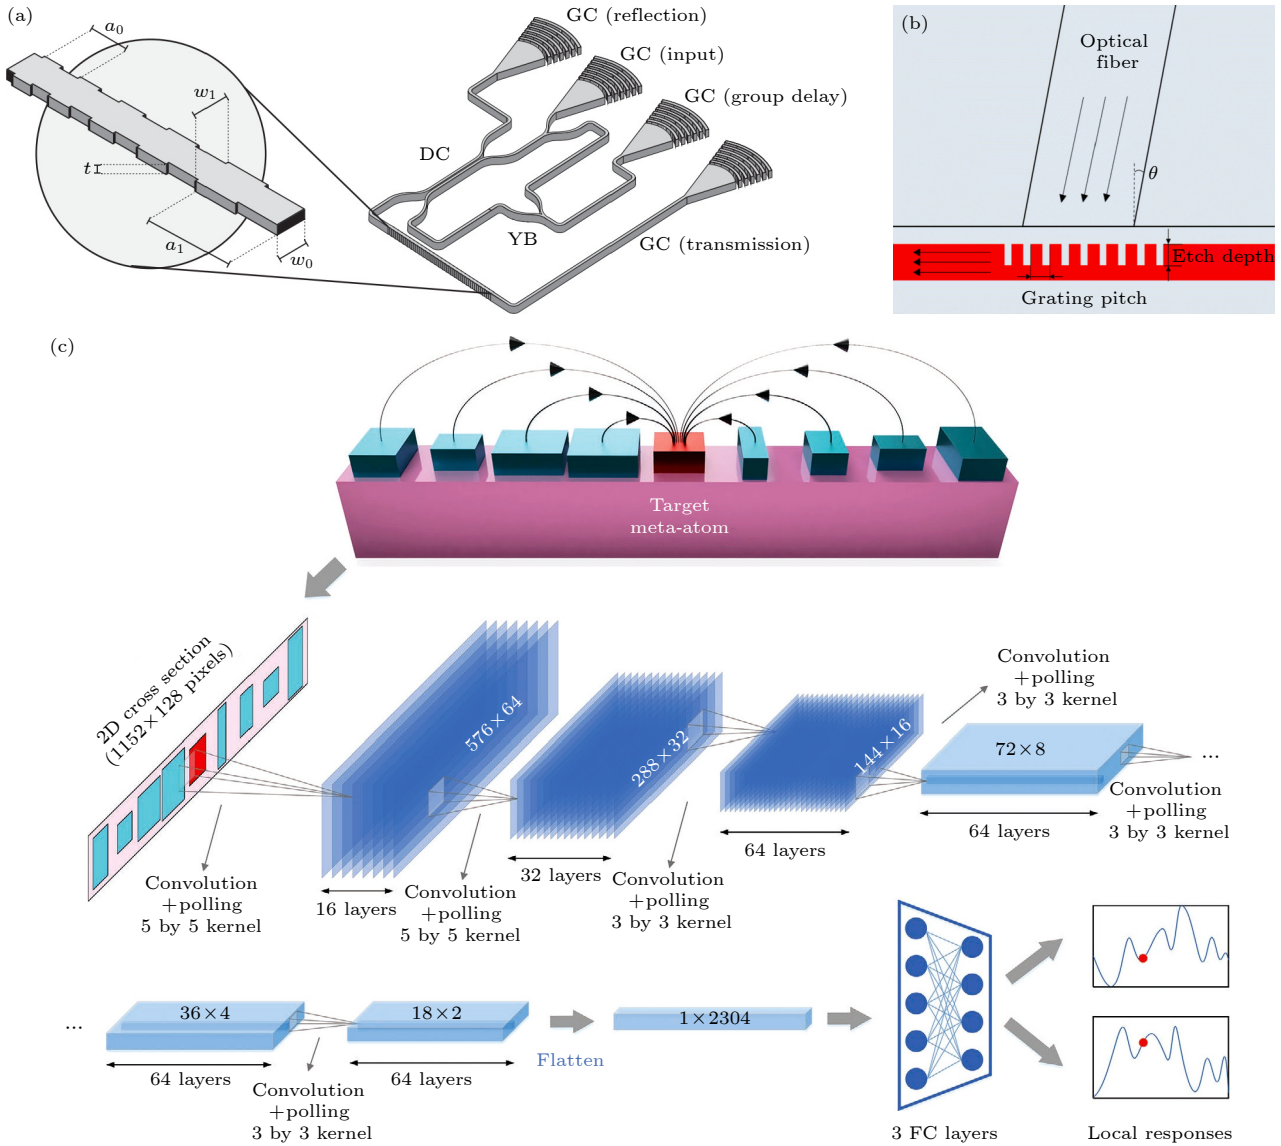 (a)
a0
w1
t
a1
w0
GC (reflection)
GC (input)
GC (group delay)
DC
YB
GC (transmission)
(b)
Optical
fiber
θ
Etch depth
Grating pitch
(c)
Target
meta-atom
2D cross section
(1152×128 pixels)
Convolution
+polling
5 by 5 kernel
576×64
16 layers
Convolution
+polling
5 by 5 kernel
288×32
32 layers
Convolution
+polling
3 by 3 kernel
144×16
64 layers
Convolution
+polling
3 by 3 kernel
72×8
64 layers
Convolution
+polling
3 by 3 kernel
...
...
36×4
64 layers
Convolution
+polling
3 by 3 kernel
18×2
64 layers
Flatten
1×2304
3 FC layers
Local responses